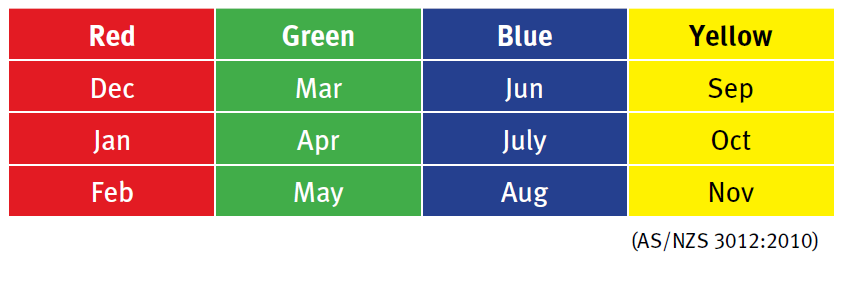 Red Green Blue Yellow
Dec Mar Jun Sep
Jan Apr July Oct
Feb May Aug Nov
(AS/NZS 3012:2010)